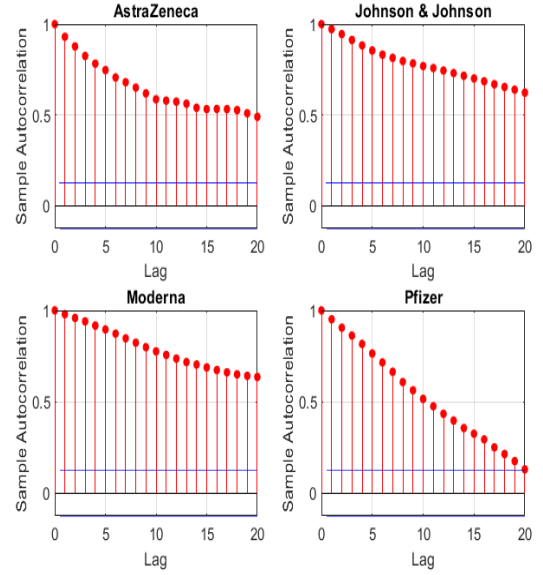 AstraZeneca
Sample Autocorrelation
1
0.5
0
0 5 10 15 20
Lag
Johnson & Johnson
Sample Autocorrelation
1
0.5
0
0 5 10 15 20
Lag
Moderna
Sample Autocorrelation
1
0.5
0
0 5 10 15 20
Lag
Pfizer
Sample Autocorrelation
1
0.5
0
0 5 10 15 20
Lag